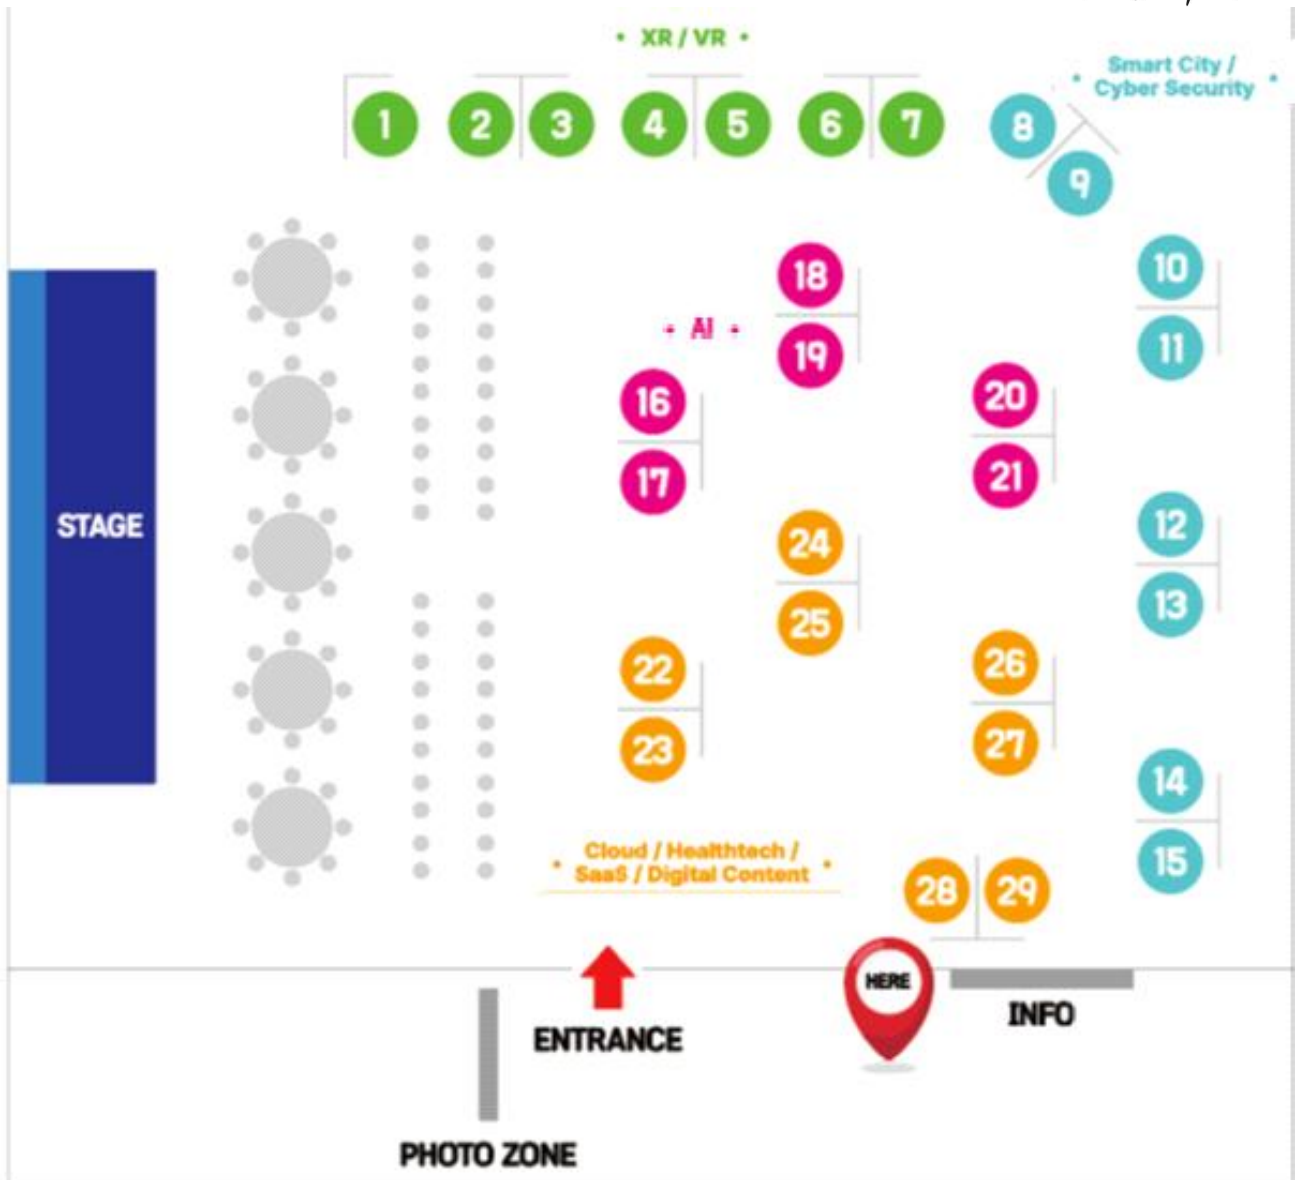 • XR / VR •
Smart City /
• Cyber Security •
1 2 3 4 5 6 7 8
9
10
18
• AI •
19
11
16
20
17
21
STAGE
12
24
13
25
22
26
23
27
14
Cloud / Healthtech /
• SaaS / Digital Content •
15
28 29
HERE
INFO
ENTRANCE
PHOTO ZONE